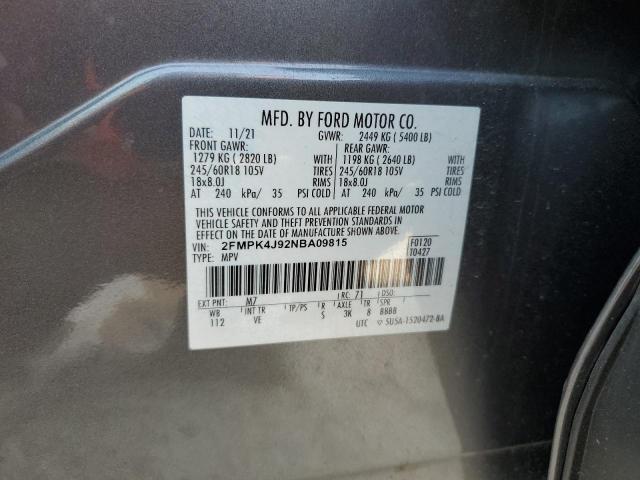 MFD. BY FORD MOTOR CO.
DATE: 11/21 GVWR: 2449 KG (5400 LB)
FRONT GAWR: REAR GAWR:
1279 KG (2820 LB) WITH 1198 KG (2640 LB) WITH
245/60R18 105V TIRES 245/60R18 105V TIRES
18x8.0J RIMS 18x8.0J RIMS
AT 240 kPa/ 35 PSI COLD AT 240 kPa/ 35 PSI COLD
THIS VEHICLE CONFORMS TO ALL APPLICABLE FEDERAL MOTOR
VEHICLE SAFETY AND THEFT PREVENTION STANDARDS IN
EFFECT ON THE DATE OF MANUFACTURE SHOWN ABOVE.
VIN: 2FMPK4J92NBA09815 F0120
TYPE: MPV T0427
EXT PNT: M7 RC: 71 DSO:
WB INT TR TP/PS R AXLE TR SPR
112 VE S 3K 8 BBBB
UTC ▽ 5U5A-1520472-BA